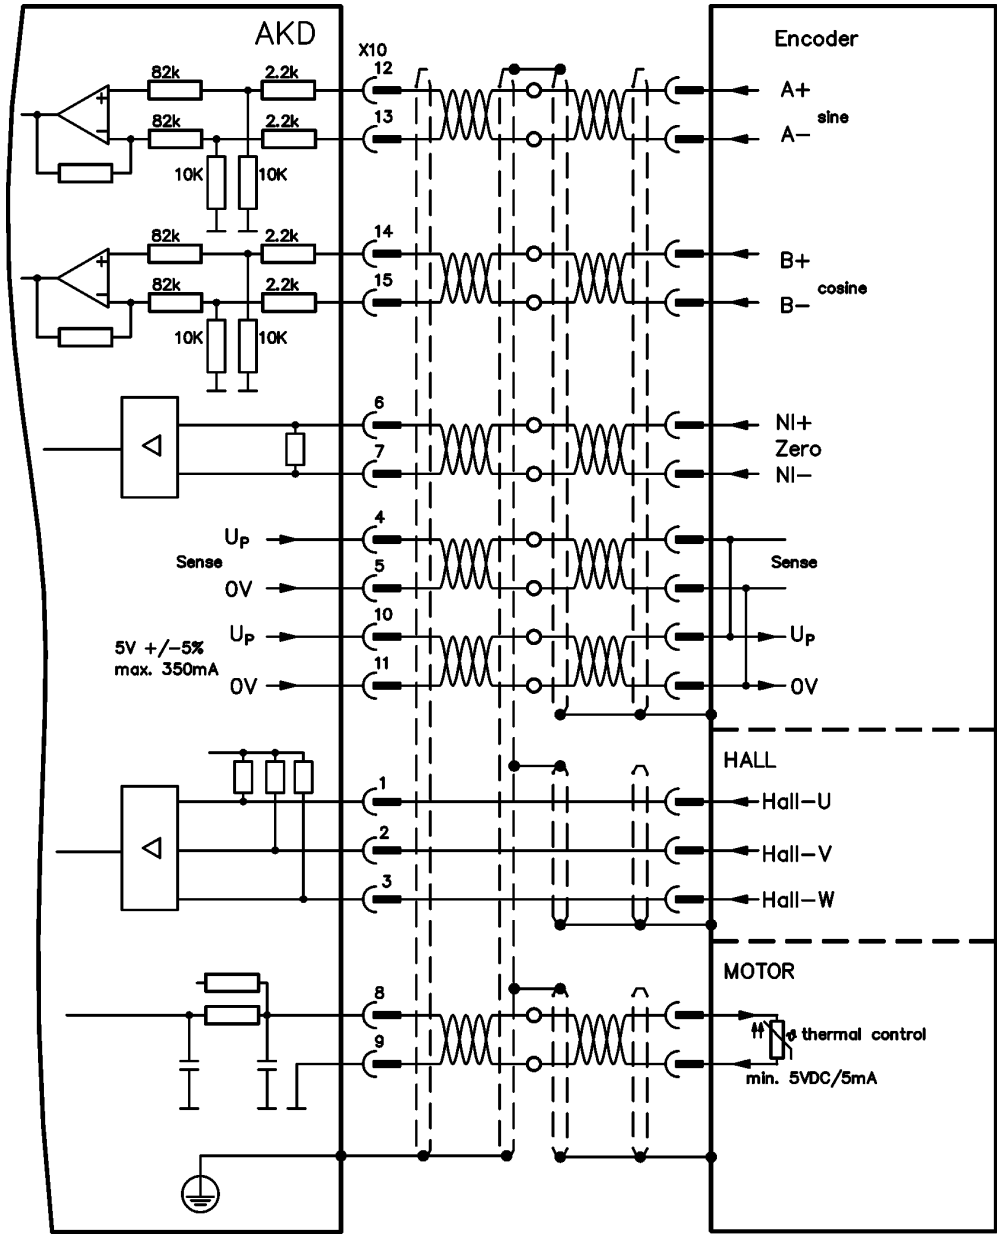 AKD
X10
Encoder
82k
2.2k
12
A+
sine
82k
2.2k
13
A-
10K
10K
82k
2.2k
14
B+
cosine
82k
2.2k
15
B-
10K
10K
6
NI+
Zero
7
NI-
UP
4
Sense
Sense
0V
5
UP
10
UP
5V +/-5%
max. 350mA
0V
11
0V
HALL
1
Hall-U
2
Hall-V
3
Hall-W
MOTOR
8
thermal control
9
min. 5VDC/5mA